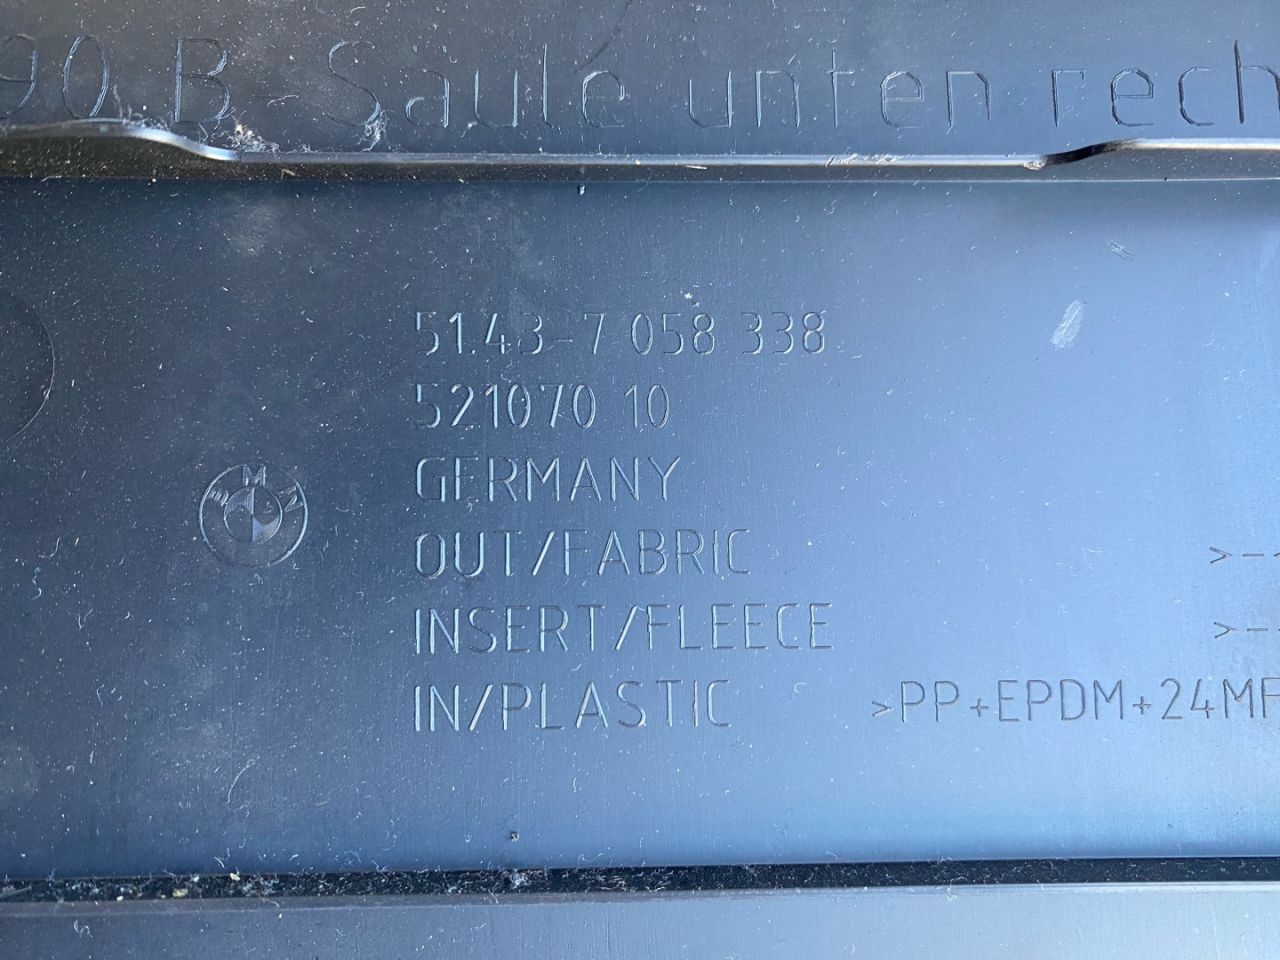 90 B-Säule unten rech
51.43-7 058 338
521070 10
GERMANY
BMW
OUT/FABRIC >-
INSERT/FLEECE >-
IN/PLASTIC >PP+EPDM+24MF